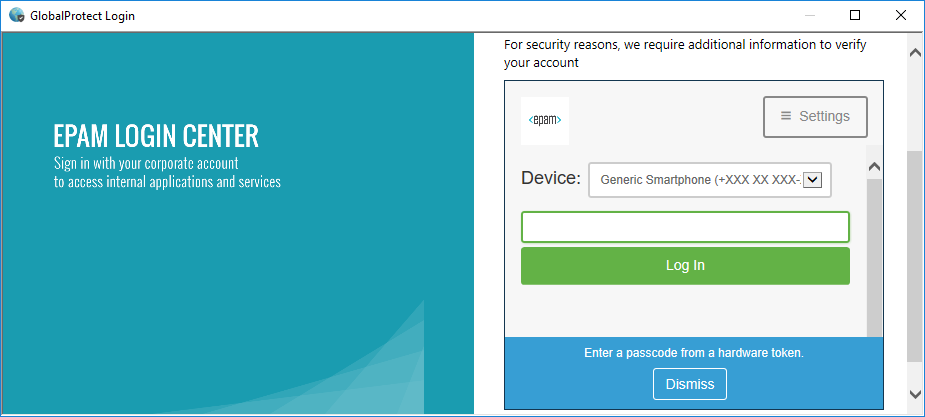 GlobalProtect Login
EPAM LOGIN CENTER
Sign in with your corporate account
to access internal applications and services
For security reasons, we require additional information to verify
your account
<epam>
Settings
Device:
Generic Smartphone (+XXX XX XXX-..
Log In
Enter a passcode from a hardware token.
Dismiss